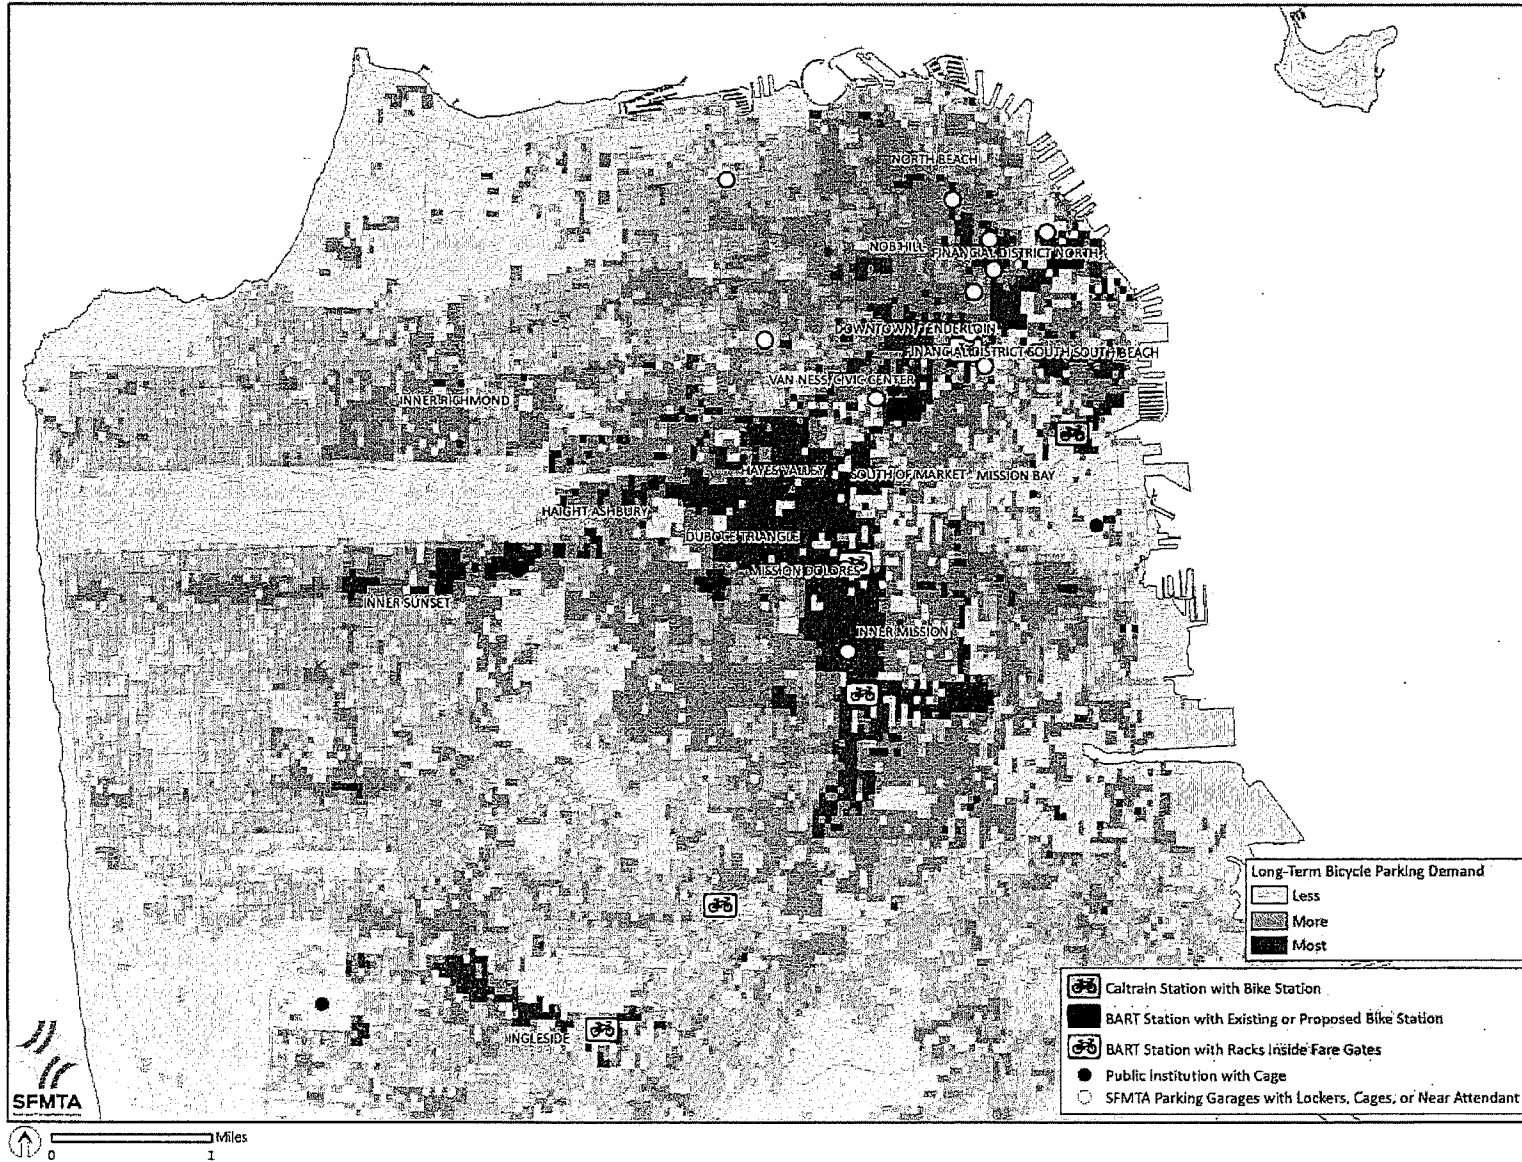 NORTH BEACH
NOB HILL
FINANCIAL DISTRICT NORTH
DOWNTOWN / TENDERLOIN
FINANCIAL DISTRICT SOUTH
SOUTH BEACH
VAN NESS/ CIVIC CENTER
INNER RICHMOND
HAYES VALLEY
SOUTH OF MARKET
MISSION BAY
HAIGHT ASHBURY
DUBOCE TRIANGLE
MISSION DOLORES
INNER SUNSET
INNER MISSION
INGLESIDE
Long-Term Bicycle Parking Demand
Less
More
Most
Caltrain Station with Bike Station
BART Station with Existing or Proposed Bike Station
BART Station with Racks Inside Fare Gates
Public Institution with Cage
SFMTA Parking Garages with Lockers, Cages, or Near Attendant
SFMTA
Miles
0 1